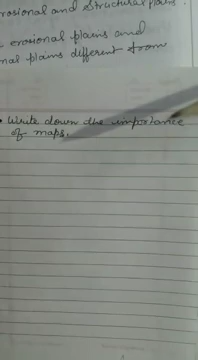 rosional and structural plains.
erosional plains and
nal plains different from
• Write down the importance
of maps.